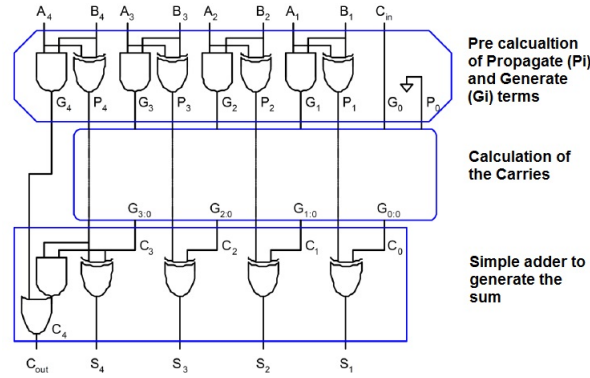 A4 B4 A3 B3 A2 B2 A1 B1 Cin
Pre calcualtion
of Propagate (Pi)
and Generate
(Gi) terms
G4 P4 G3 P3 G2 P2 G1 P1 G0 P0
Calculation of
the Carries
G3:0 G2:0 G1:0 G0:0
C3 C2 C1 C0
Simple adder to
generate the
sum
C4
Cout S4 S3 S2 S1